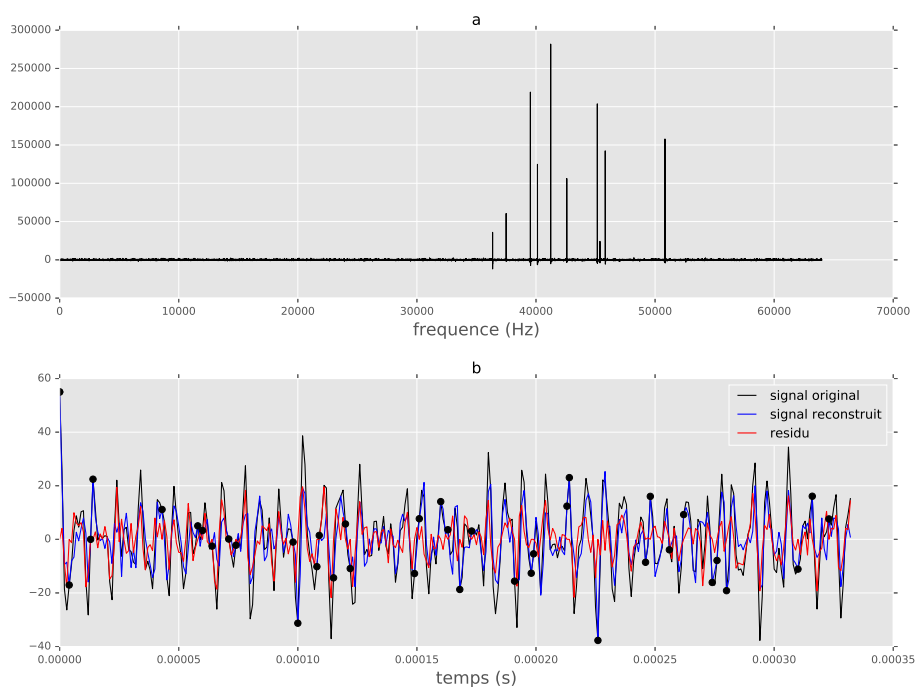 a
300000
250000
200000
150000
100000
50000
0
−50000
0 10000 20000 30000 40000 50000 60000 70000
frequence (Hz)
b
60
40
20
0
−20
−40
signal original
signal reconstruit
residu
0.00000 0.00005 0.00010 0.00015 0.00020 0.00025 0.00030 0.00035
temps (s)